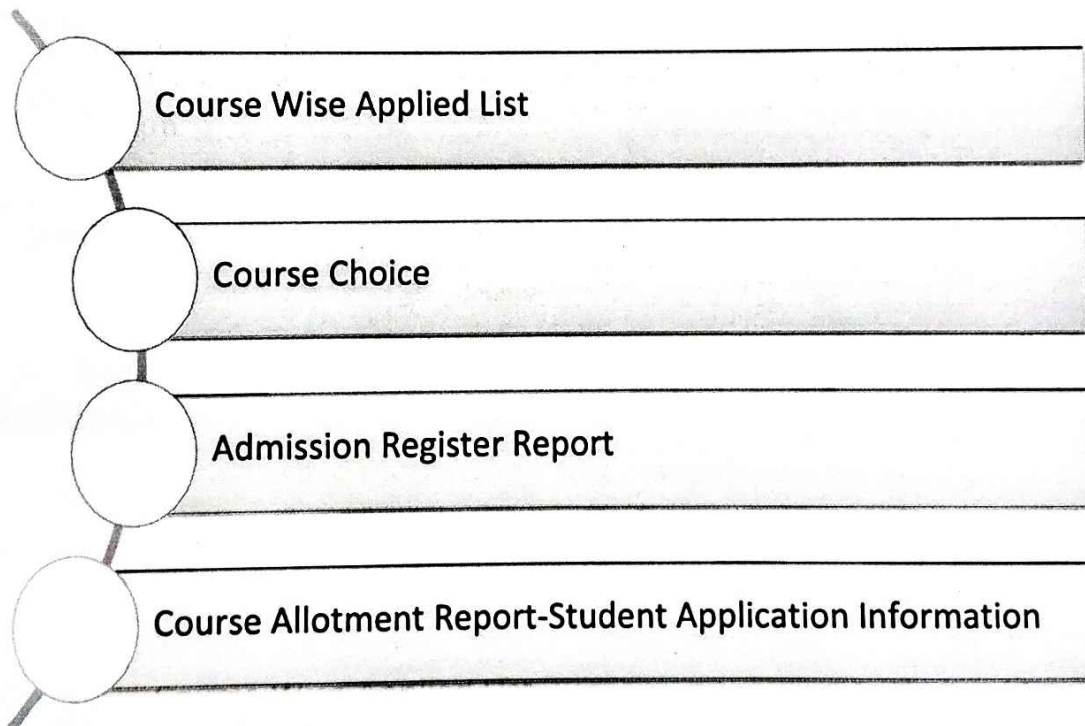 Course Wise Applied List
Course Choice
Admission Register Report
Course Allotment Report-Student Application Information